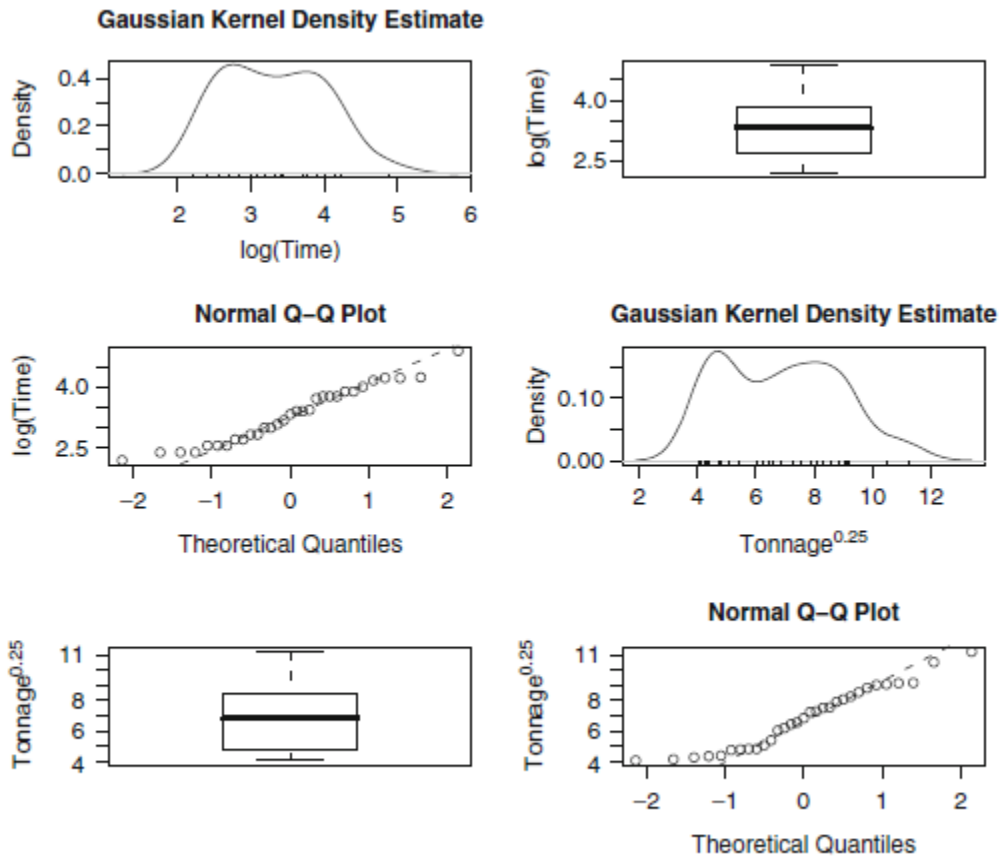 Gaussian Kernel Density Estimate
Density
0.4
0.2
0.0
2 3 4 5 6
log(Time)
log(Time)
4.0
2.5
Normal Q–Q Plot
log(Time)
4.0
2.5
−2 −1 0 1 2
Theoretical Quantiles
Gaussian Kernel Density Estimate
Density
0.10
0.00
2 4 6 8 10 12
Tonnage^0.25
Tonnage^0.25
11
8
6
4
Normal Q–Q Plot
Tonnage^0.25
11
8
6
4
−2 −1 0 1 2
Theoretical Quantiles